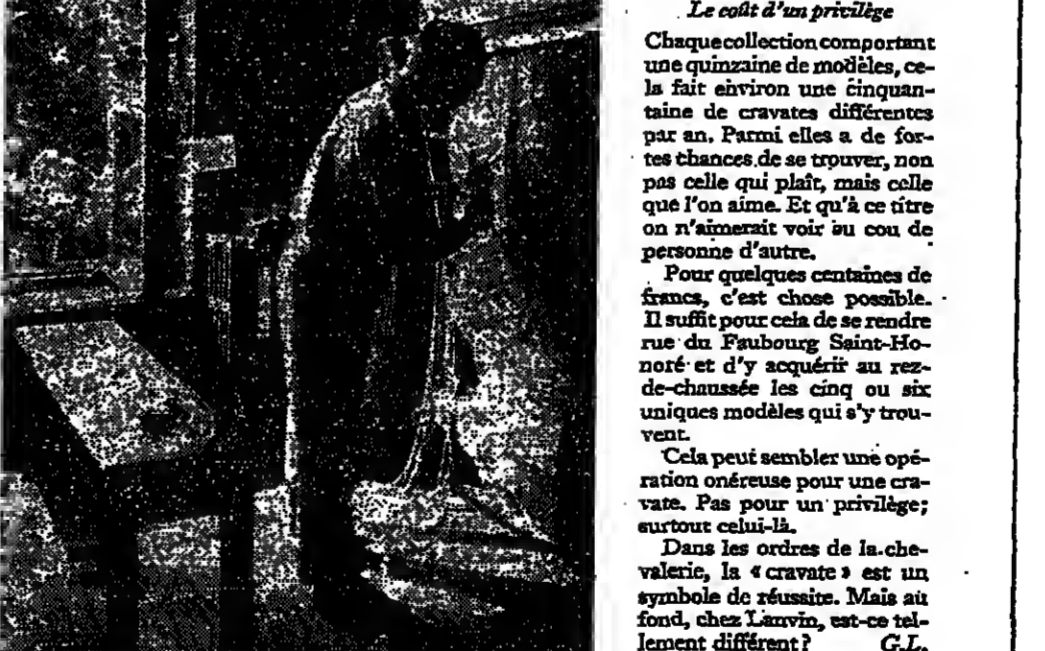 Le coût d'un privilège
Chaque collection comportant
une quinzaine de modèles, ce-
la fait environ une cinquan-
taine de cravates différentes
par an. Parmi elles a de for-
tes chances de se trouver, non
pas celle qui plaît, mais celle
que l'on aime. Et qu'à ce titre
on n'aimerait voir au cou de
personne d'autre.
Pour quelques centaines de
francs, c'est chose possible.
Il suffit pour cela de se rendre
rue du Faubourg Saint-Ho-
noré et d'y acquérir au rez-
de-chaussée les cinq ou six
uniques modèles qui s'y trou-
vent.
Cela peut sembler une opé-
ration onéreuse pour une cra-
vate. Pas pour un privilège;
surtout celui-là.
Dans les ordres de la che-
valerie, la « cravate » est un
symbole de réussite. Mais au
fond, chez Lanvin, est-ce tel-
lement différent ? G.L.